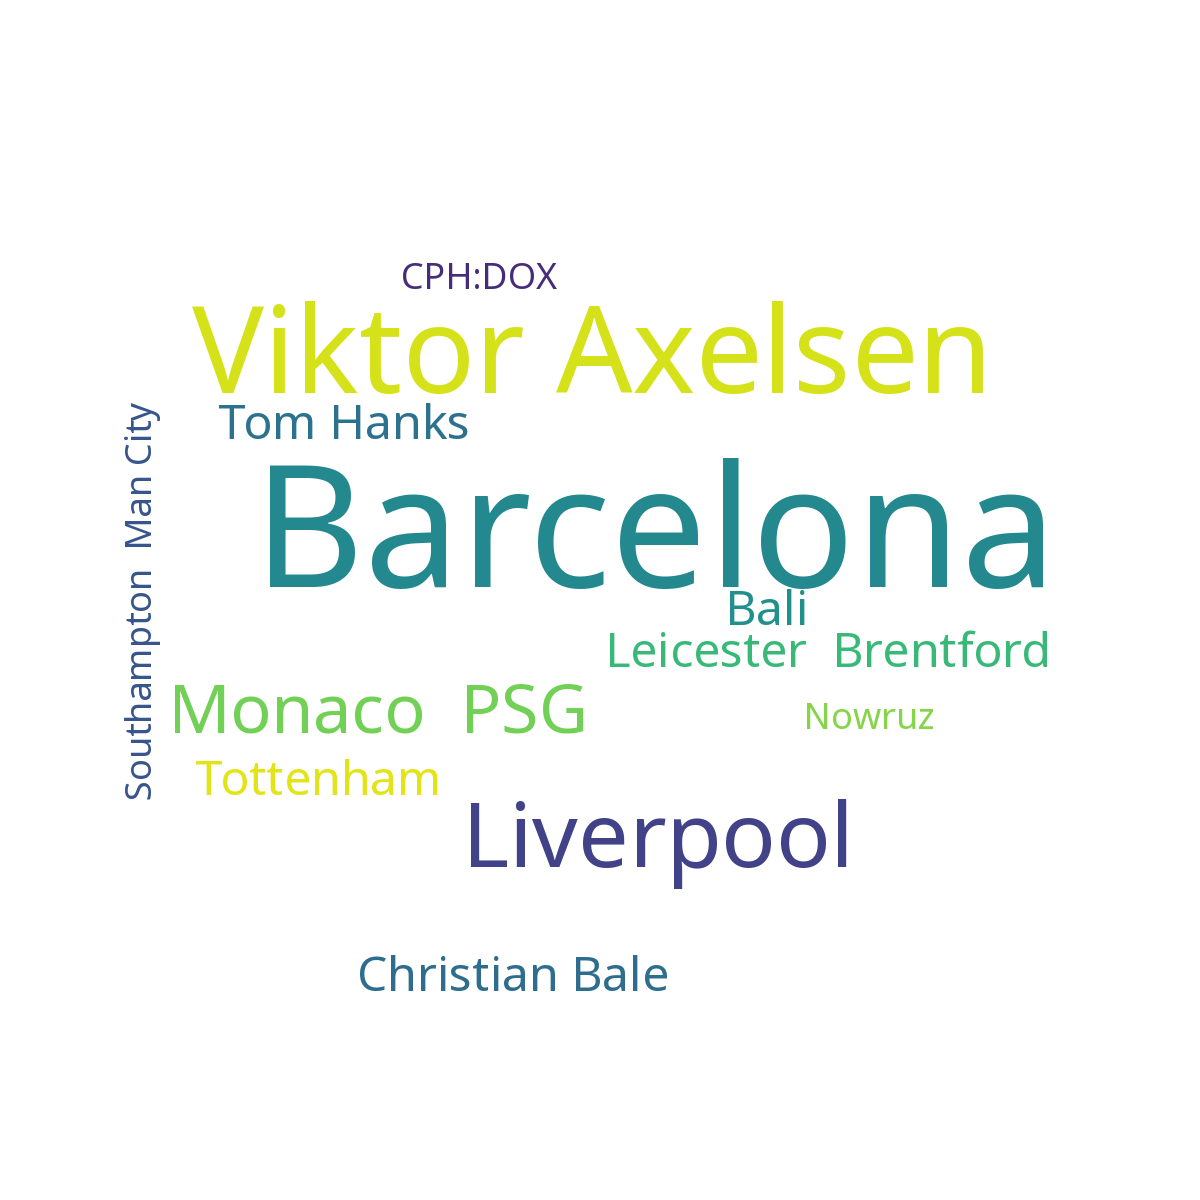 CPH:DOX
Viktor Axelsen
Tom Hanks
Southampton Man City
Barcelona
Bali
Leicester Brentford
Monaco PSG
Nowruz
Tottenham
Liverpool
Christian Bale